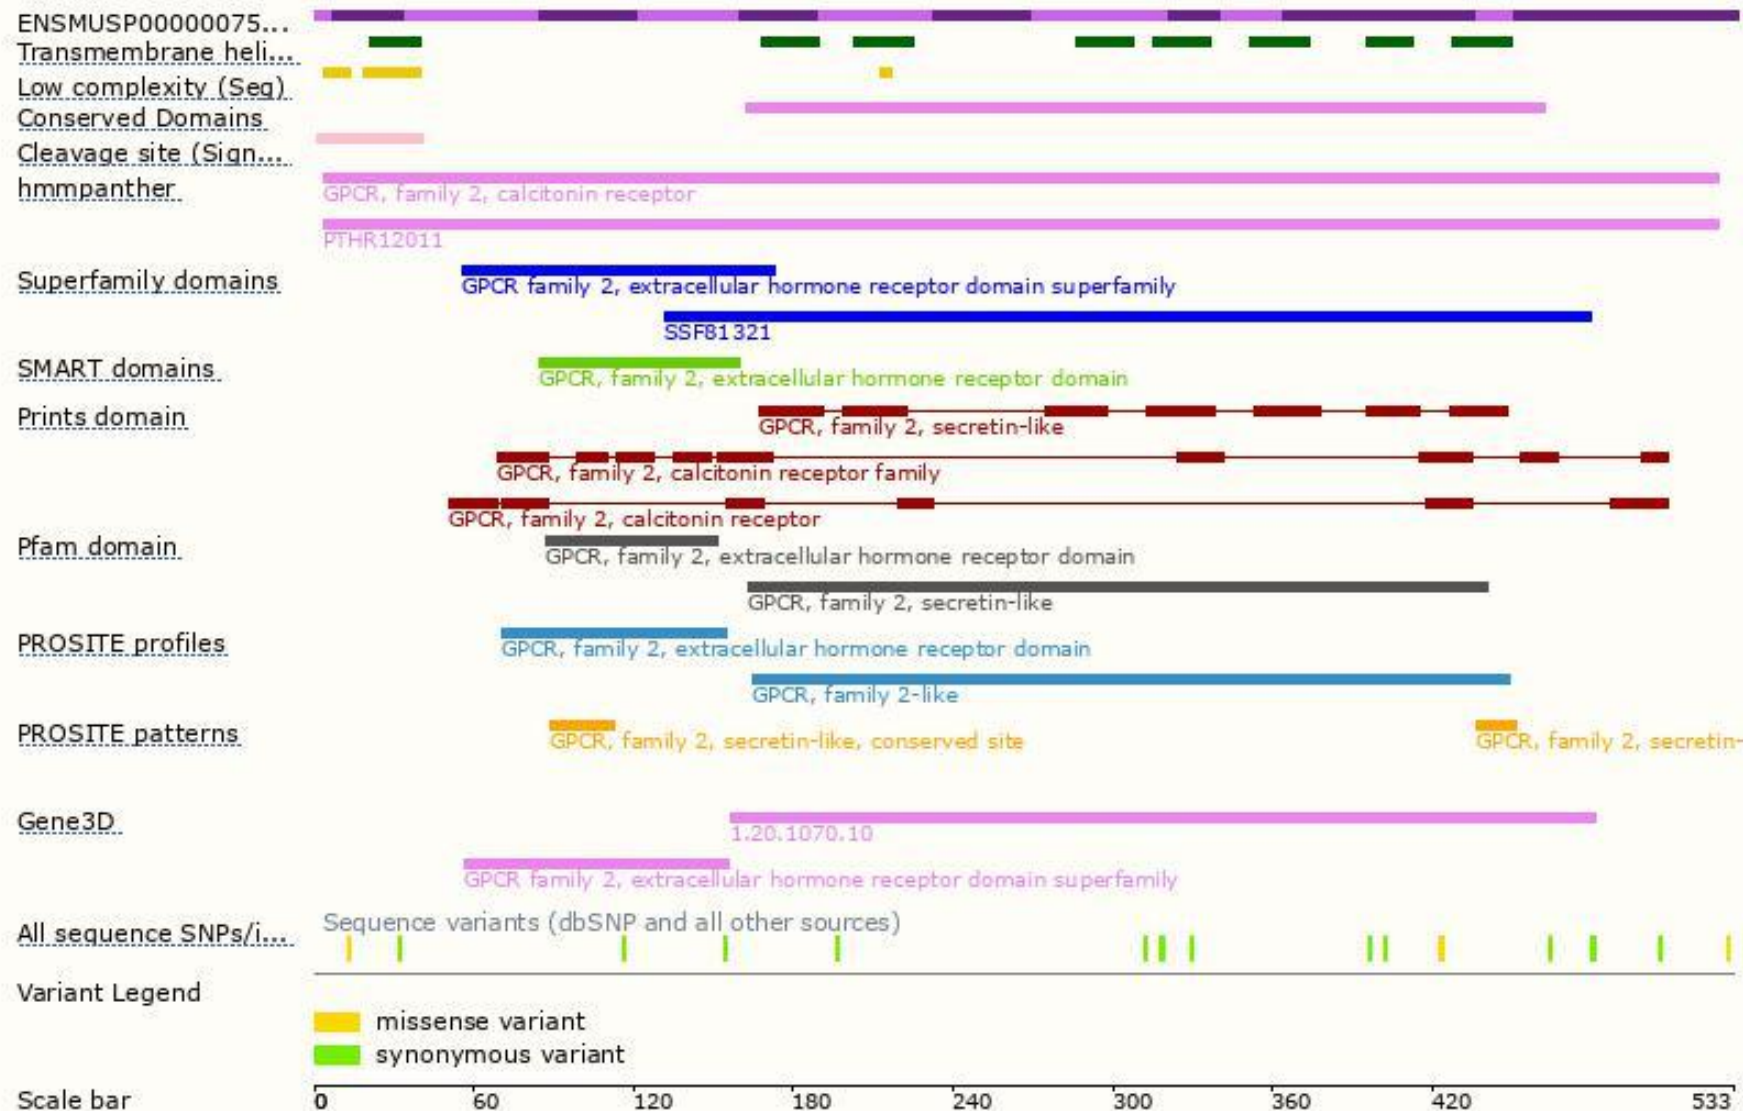 ENSMUSP00000075...
Transmembrane heli...
Low complexity (Seg)
Conserved Domains
Cleavage site (Sign...
hmmpanther
GPCR, family 2, calcitonin receptor
PTHR12011
Superfamily domains
GPCR family 2, extracellular hormone receptor domain superfamily
SSF81321
SMART domains
GPCR, family 2, extracellular hormone receptor domain
Prints domain
GPCR, family 2, secretin-like
GPCR, family 2, calcitonin receptor family
GPCR, family 2, calcitonin receptor
Pfam domain
GPCR, family 2, extracellular hormone receptor domain
GPCR, family 2, secretin-like
PROSITE profiles
GPCR, family 2, extracellular hormone receptor domain
GPCR, family 2-like
PROSITE patterns
GPCR, family 2, secretin-like, conserved site
GPCR, family 2, secretin-
Gene3D
1.20.1070.10
GPCR family 2, extracellular hormone receptor domain superfamily
All sequence SNPs/i...
Sequence variants (dbSNP and all other sources)
Variant Legend
missense variant
synonymous variant
Scale bar
0 60 120 180 240 300 360 420 533